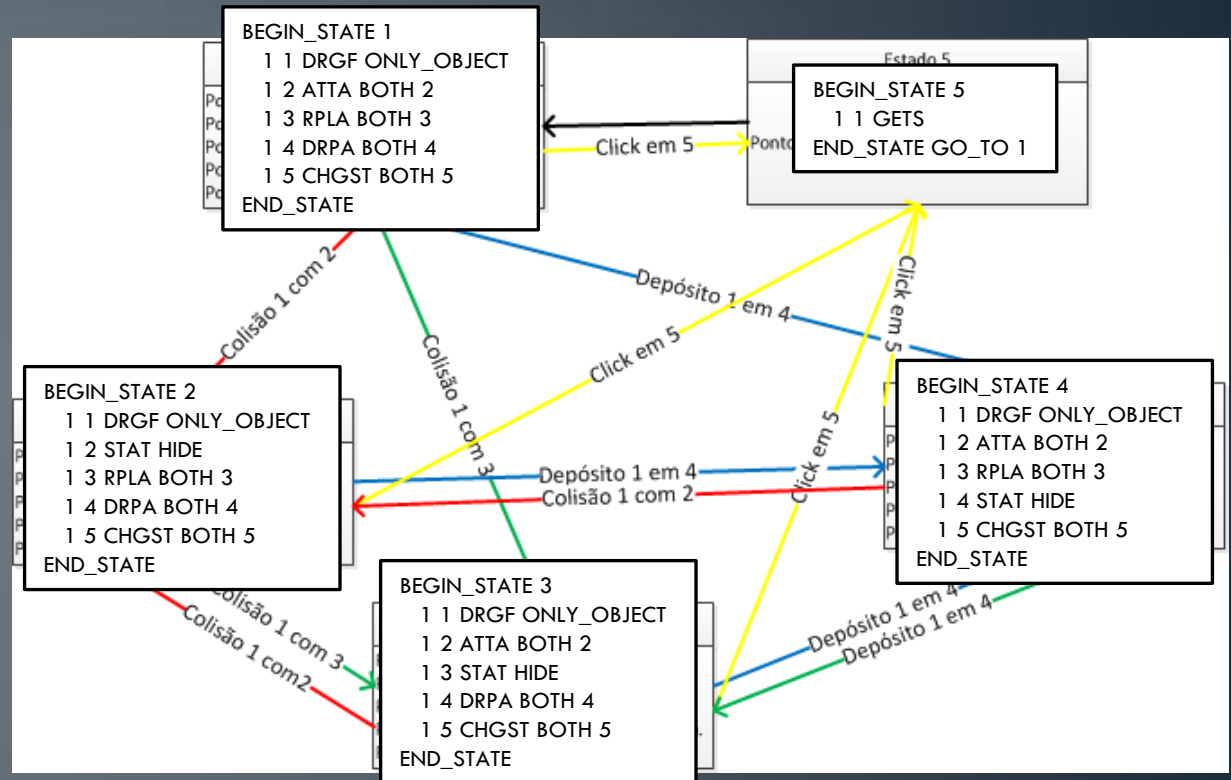 BEGIN_STATE 1
1 1 DRGF ONLY_OBJECT
1 2 ATTA BOTH 2
1 3 RPLA BOTH 3
1 4 DRPA BOTH 4
1 5 CHGST BOTH 5
END_STATE
Estado 5
BEGIN_STATE 5
1 1 GETS
END_STATE GO_TO 1
Click em 5
Colisão 1 com 2
Colisão 1 com 3
Depósito 1 em 4
Click em 5
Click em 5
Click em 5
BEGIN_STATE 2
1 1 DRGF ONLY_OBJECT
1 2 STAT HIDE
1 3 RPLA BOTH 3
1 4 DRPA BOTH 4
1 5 CHGST BOTH 5
END_STATE
Depósito 1 em 4
Colisão 1 com 2
BEGIN_STATE 4
1 1 DRGF ONLY_OBJECT
1 2 ATTA BOTH 2
1 3 RPLA BOTH 3
1 4 STAT HIDE
1 5 CHGST BOTH 5
END_STATE
Colisão 1 com 3
Colisão 1 com2
BEGIN_STATE 3
1 1 DRGF ONLY_OBJECT
1 2 ATTA BOTH 2
1 3 STAT HIDE
1 4 DRPA BOTH 4
1 5 CHGST BOTH 5
END_STATE
Depósito 1 em 4
Depósito 1 em 4